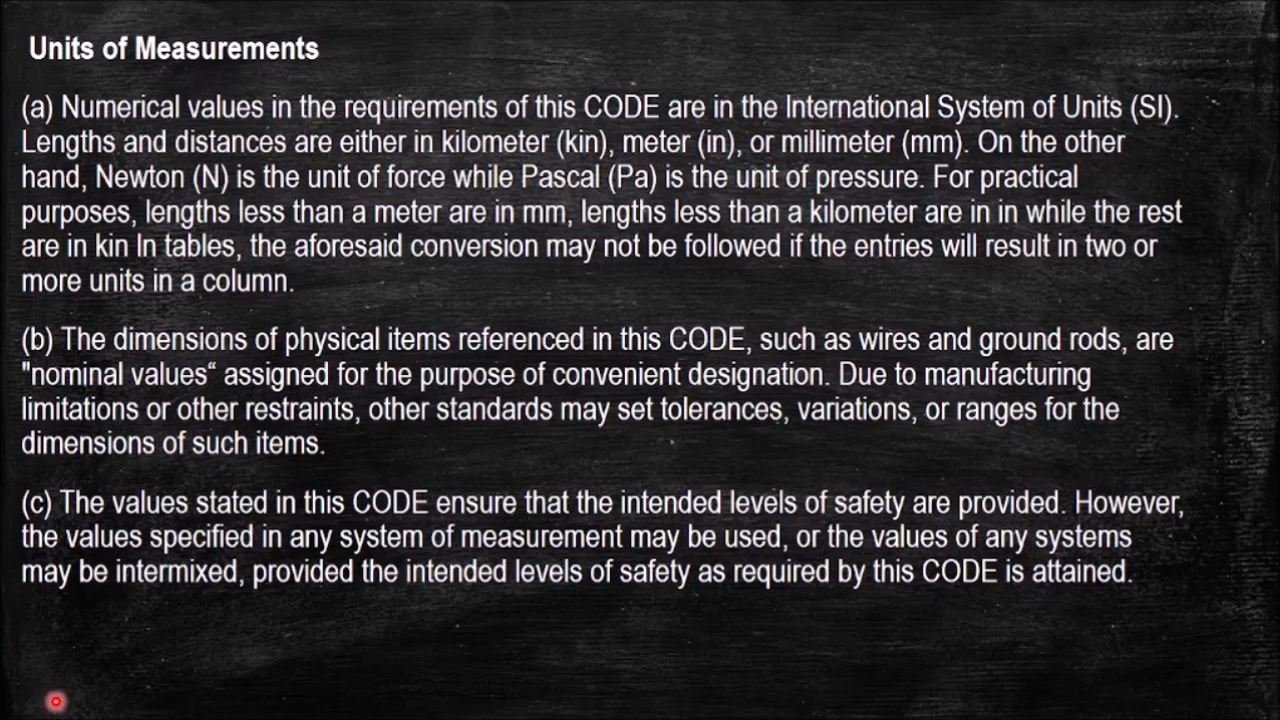 Units of Measurements
(a) Numerical values in the requirements of this CODE are in the International System of Units (SI).
Lengths and distances are either in kilometer (kin), meter (in), or millimeter (mm). On the other
hand, Newton (N) is the unit of force while Pascal (Pa) is the unit of pressure. For practical
purposes, lengths less than a meter are in mm, lengths less than a kilometer are in in while the rest
are in kin In tables, the aforesaid conversion may not be followed if the entries will result in two or
more units in a column.
(b) The dimensions of physical items referenced in this CODE, such as wires and ground rods, are
"nominal values“ assigned for the purpose of convenient designation. Due to manufacturing
limitations or other restraints, other standards may set tolerances, variations, or ranges for the
dimensions of such items.
(c) The values stated in this CODE ensure that the intended levels of safety are provided. However,
the values specified in any system of measurement may be used, or the values of any systems
may be intermixed, provided the intended levels of safety as required by this CODE is attained.